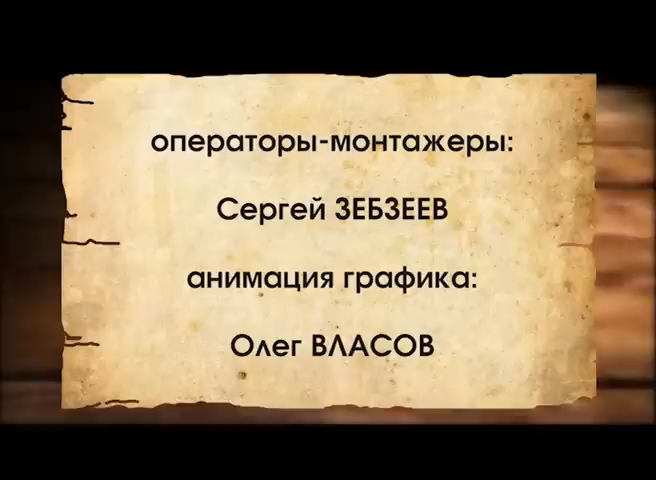 операторы-монтажеры:
Сергей ЗЕБЗЕЕВ
анимация графика:
Олег ВЛАСОВ